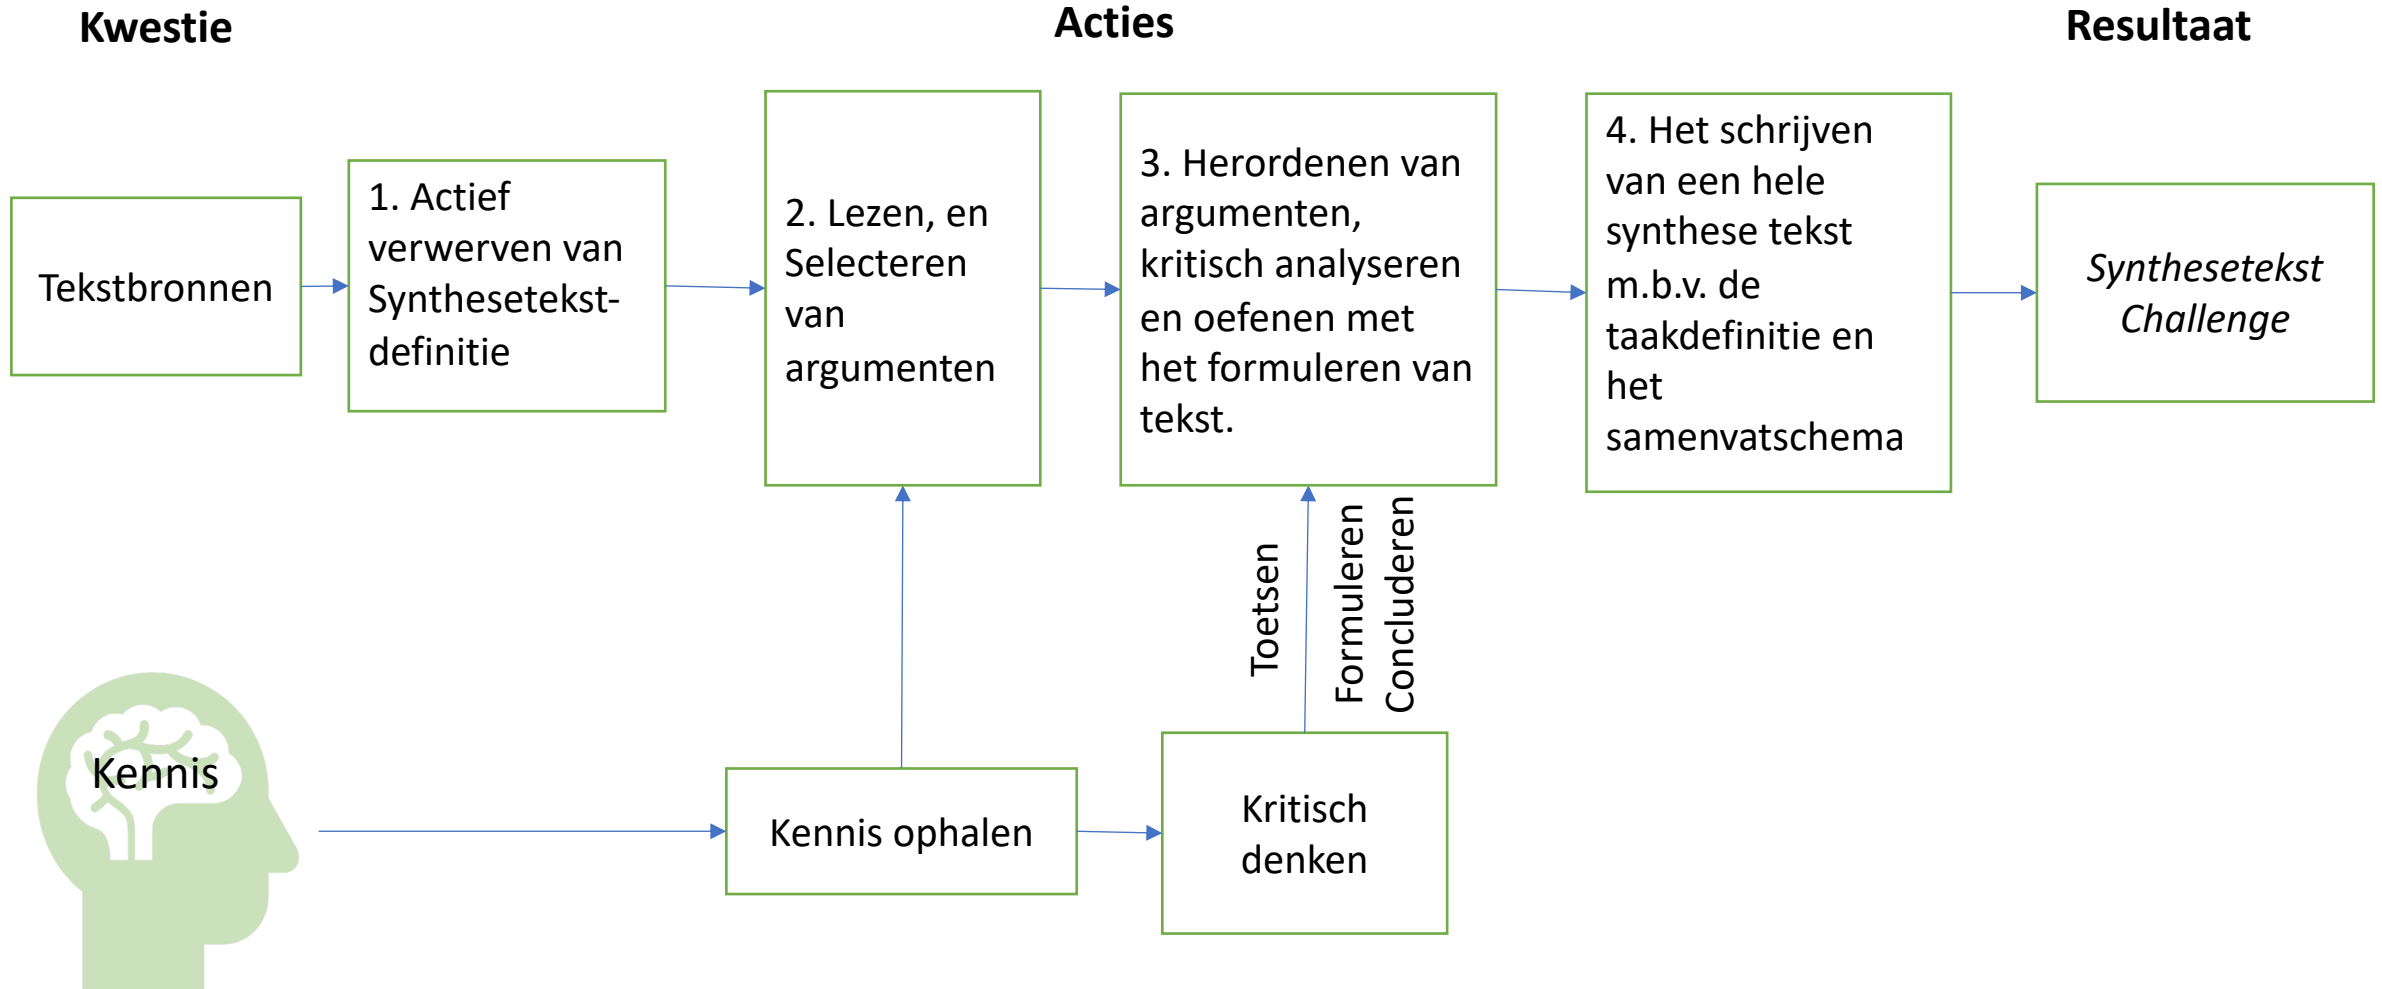 Kwestie
Acties
Resultaat
Tekstbronnen
1. Actief
verwerven van
Synthesetekst-
definitie
2. Lezen, en
Selecteren
van
argumenten
3. Herordenen van
argumenten,
kritisch analyseren
en oefenen met
het formuleren van
tekst.
4. Het schrijven
van een hele
synthese tekst
m.b.v. de
taakdefinitie en
het
samenvatschema
Synthesetekst
Challenge
Toetsen
Formuleren
Concluderen
Kennis
Kennis ophalen
Kritisch
denken